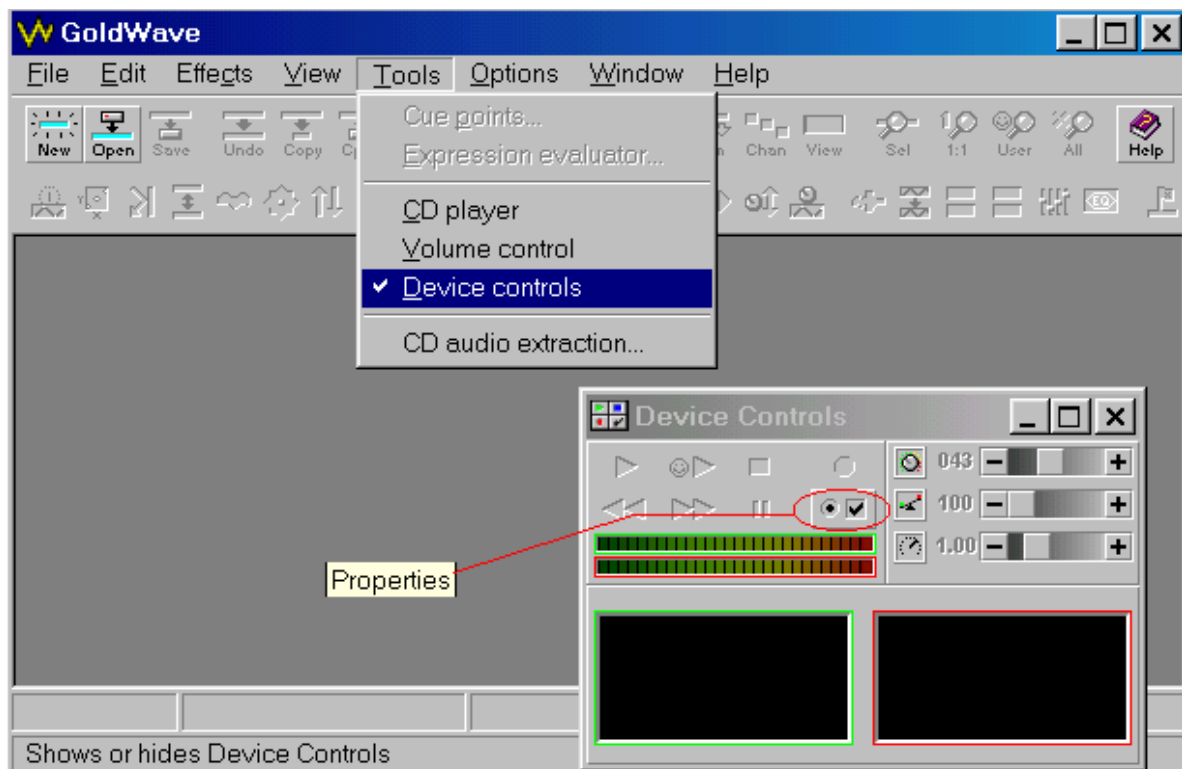 GoldWave
File Edit Effects View Tools Options Window Help
New Open Save Undo Copy Chan View Sel 1:1 User All Help
Cue points...
Expression evaluator...
CD player
Volume control
Device controls
CD audio extraction...
EQ
Device Controls
043
100
1.00
Properties
Shows or hides Device Controls